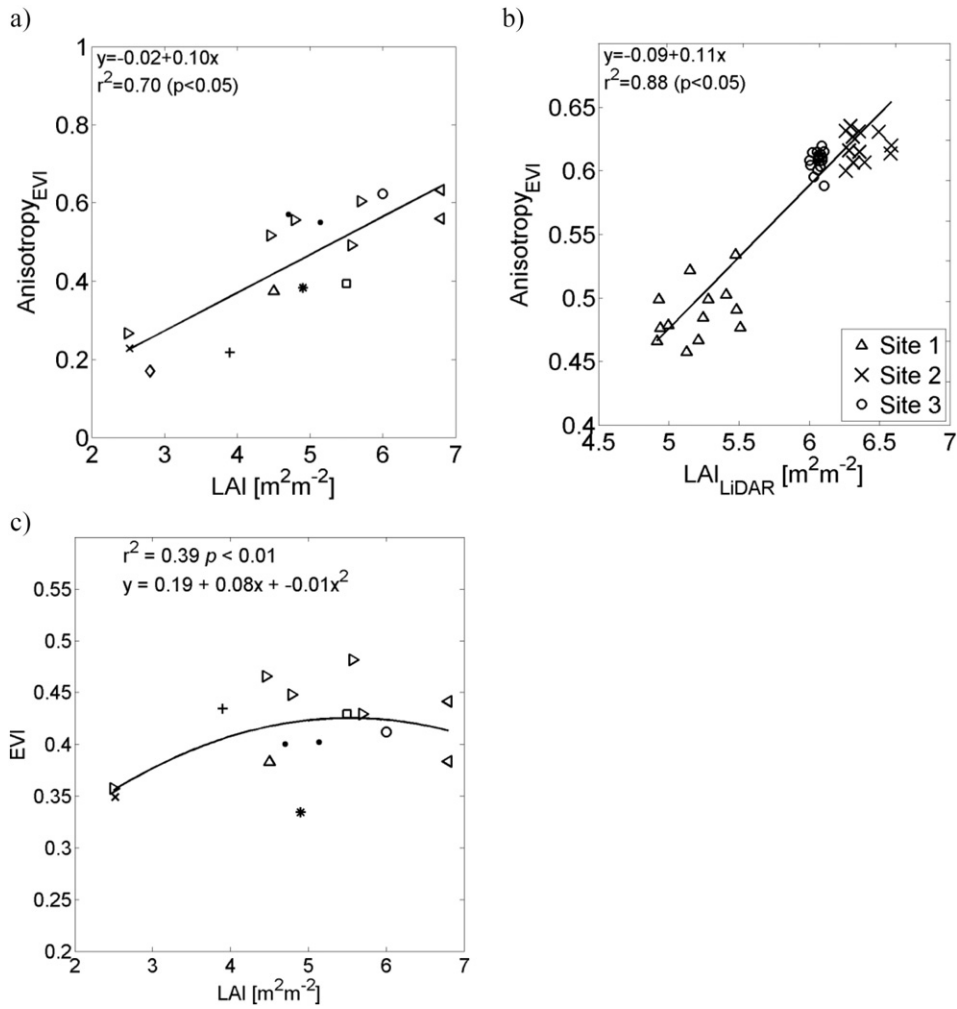 a)
y=-0.02+0.10x
r²=0.70 (p<0.05)
1
0.8
0.6
0.4
0.2
0
2
3
4
5
6
7
Anisotropy_EVI
LAI [m²m⁻²]
b)
y=-0.09+0.11x
r²=0.88 (p<0.05)
0.65
0.6
0.55
0.5
0.45
0.4
4.5
5
5.5
6
6.5
7
Anisotropy_EVI
LAI_LiDAR [m²m⁻²]
Site 1
Site 2
Site 3
c)
r² = 0.39 p < 0.01
y = 0.19 + 0.08x + -0.01x²
0.55
0.5
0.45
0.4
0.35
0.3
0.25
0.2
2
3
4
5
6
7
EVI
LAI [m²m⁻²]